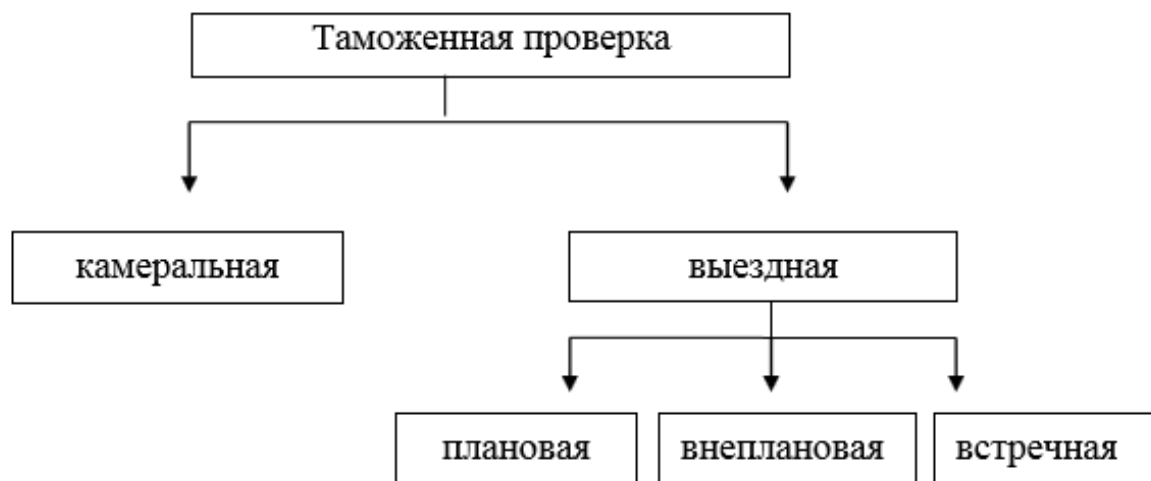 Таможенная проверка
камеральная
выездная
плановая
внеплановая
встречная